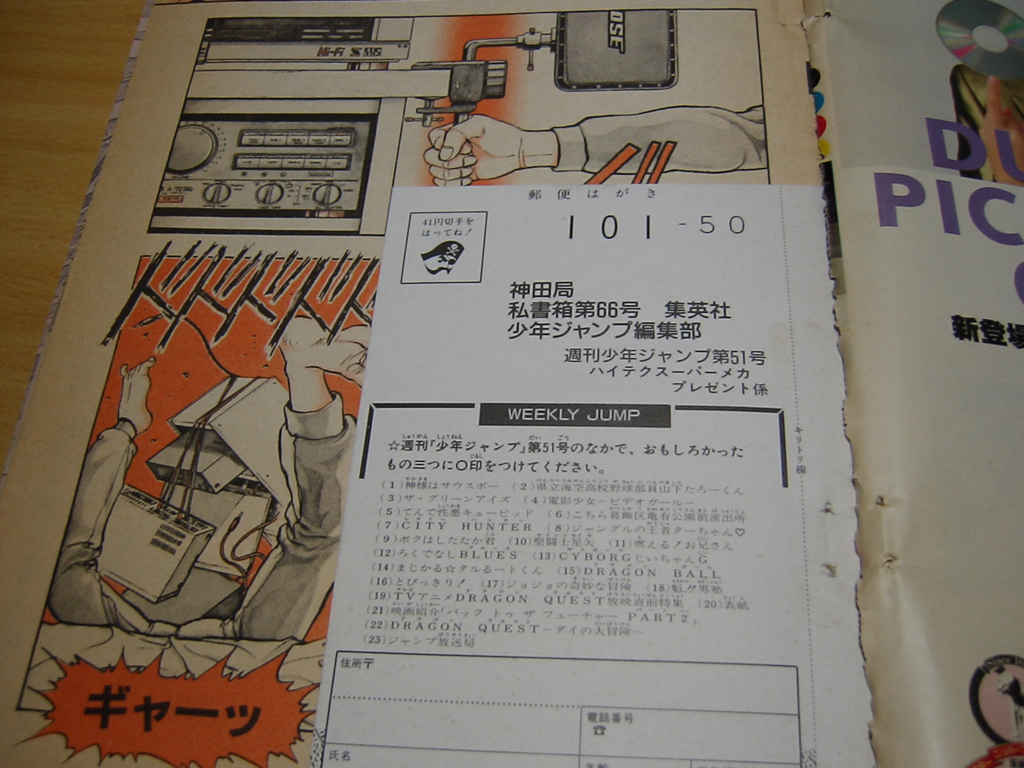 Hi-Fi
郵便はがき
41円切手を
はってね！
101-50
神田局
私書箱第66号 集英社
少年ジャンプ編集部
週刊少年ジャンプ第51号
ハイテクスーパーメカ
プレゼント係
キリトリ線
WEEKLY JUMP
☆週刊『少年ジャンプ』第51号のなかで、おもしろかった
もの三つに○印をつけてください。
(1)神様はサウスポー (2)県立海空高校野球部員山下たろーくん
(3)ザ・グリーンアイズ (4)電影少女－ビデオガール－
(5)てんで性悪キューピッド (6)こちら葛飾区亀有公園前派出所
(7)CITY HUNTER (8)ジャングルの王者ターちゃん♡
(9)ボクはしたたか君 (10)聖闘士星矢 (11)燃える！お兄さん
(12)ろくでなしBLUES (13)CYBORGじいちゃんG
(14)まじかる☆タルるートくん (15)DRAGON BALL
(16)とびっきり！ (17)ジョジョの奇妙な冒険 (18)魁!!男塾
(19)TVアニメDRAGON QUEST放映直前特集 (20)表紙
(21)映画紹介「バック トゥ ザ フューチャー PART2」
(22)DRAGON QUEST－ダイの大冒険－
(23)ジャンプ放送局
住所〒
電話番号
☎
氏名
ギャーッ
PIC
新登場